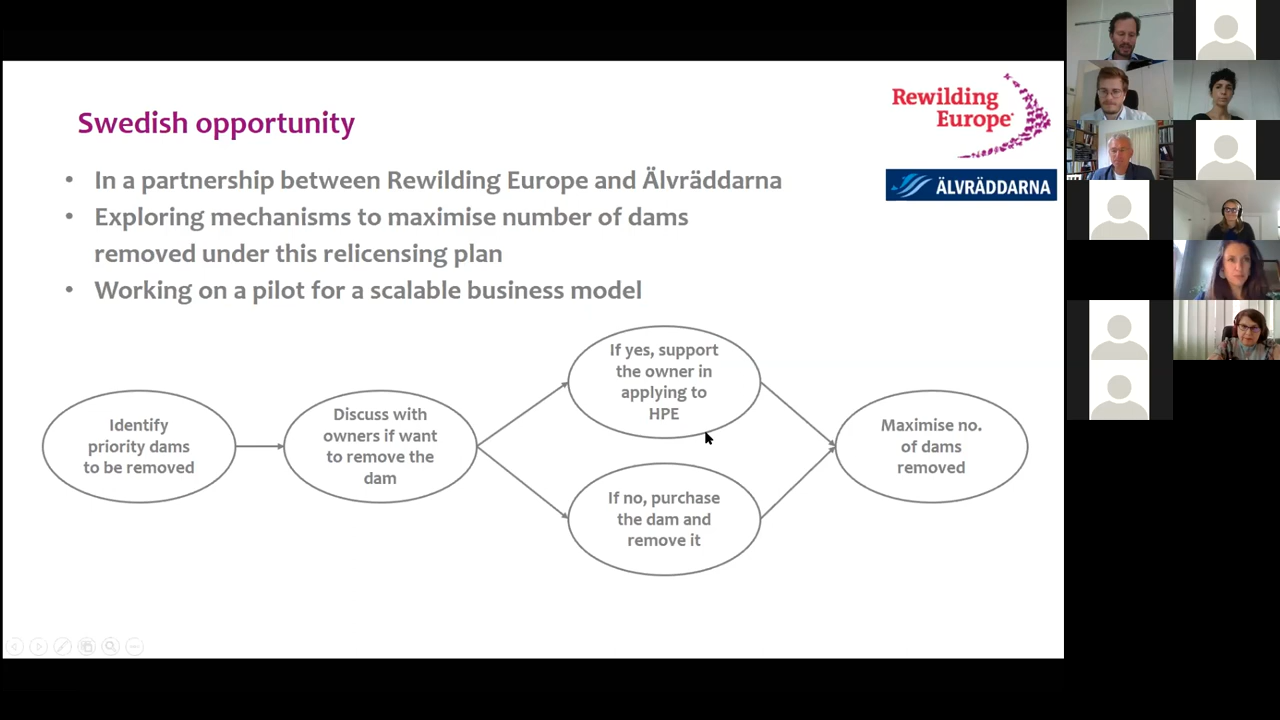 Swedish opportunity
Rewilding
Europe
ÄLVRÄDDARNA
• In a partnership between Rewilding Europe and Älvräddarna
• Exploring mechanisms to maximise number of dams
removed under this relicensing plan
• Working on a pilot for a scalable business model
Identify
priority dams
to be removed
Discuss with
owners if want
to remove the
dam
If yes, support
the owner in
applying to
HPE
If no, purchase
the dam and
remove it
Maximise no.
of dams
removed